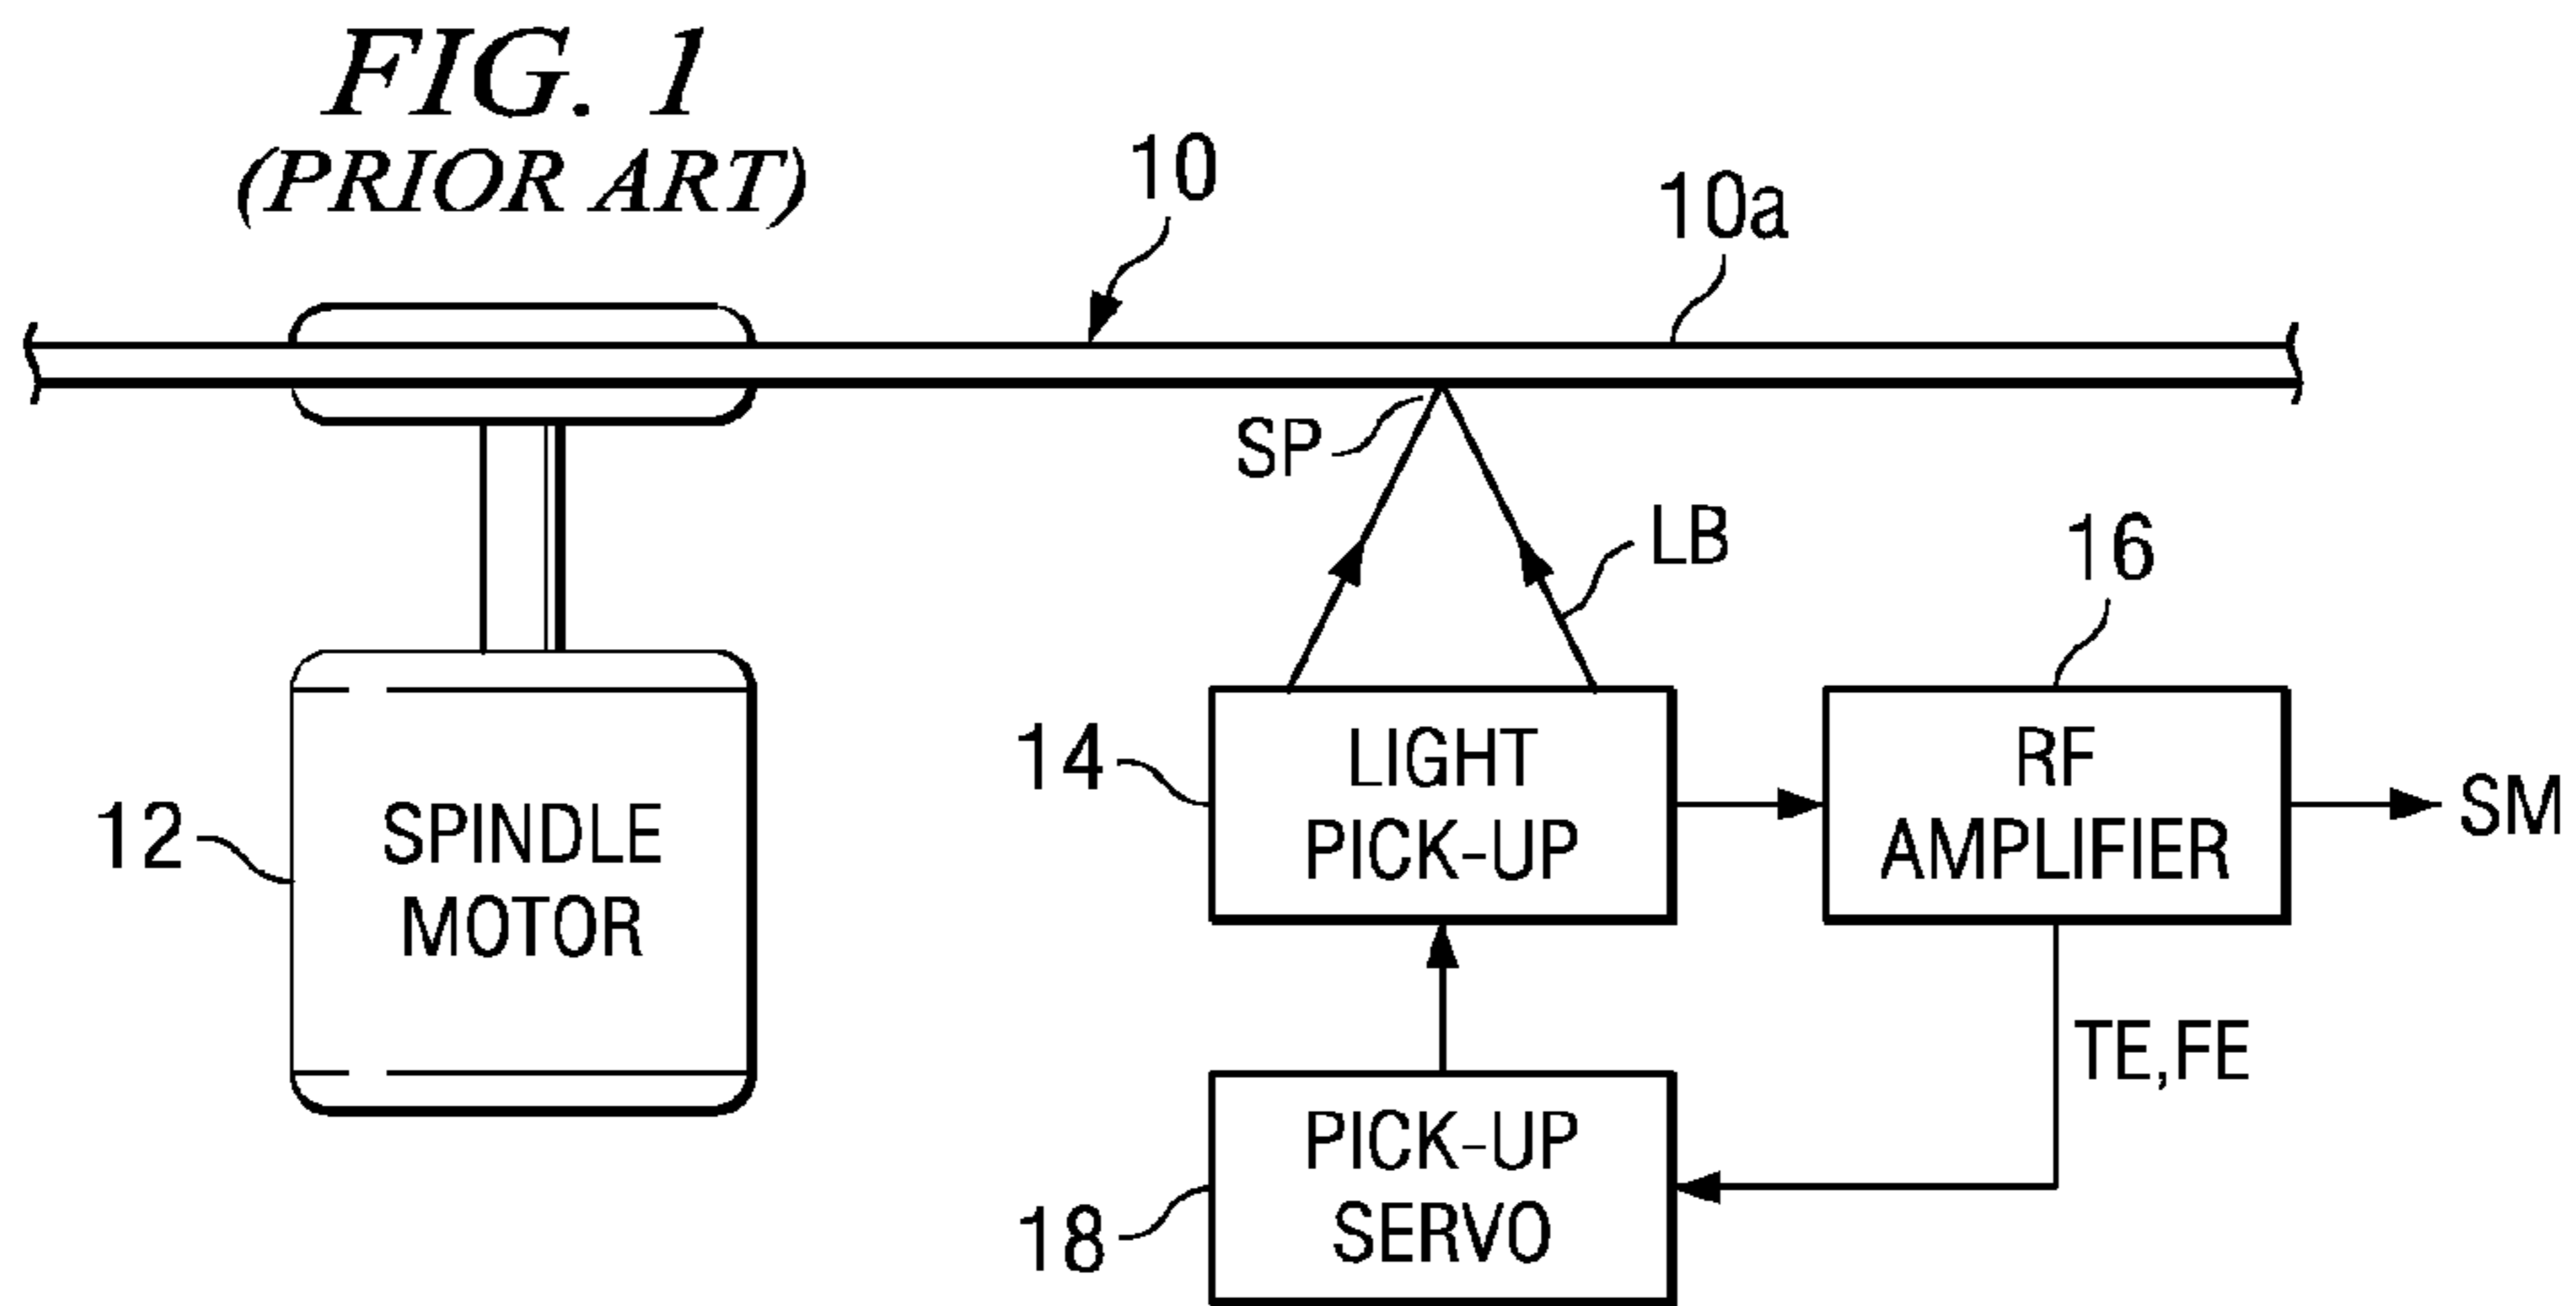 FIG. 1
(PRIOR ART)
10
10a
SP
LB
16
14
LIGHT
PICK-UP
RF
AMPLIFIER
SM
12
SPINDLE
MOTOR
TE,FE
18
PICK-UP
SERVO